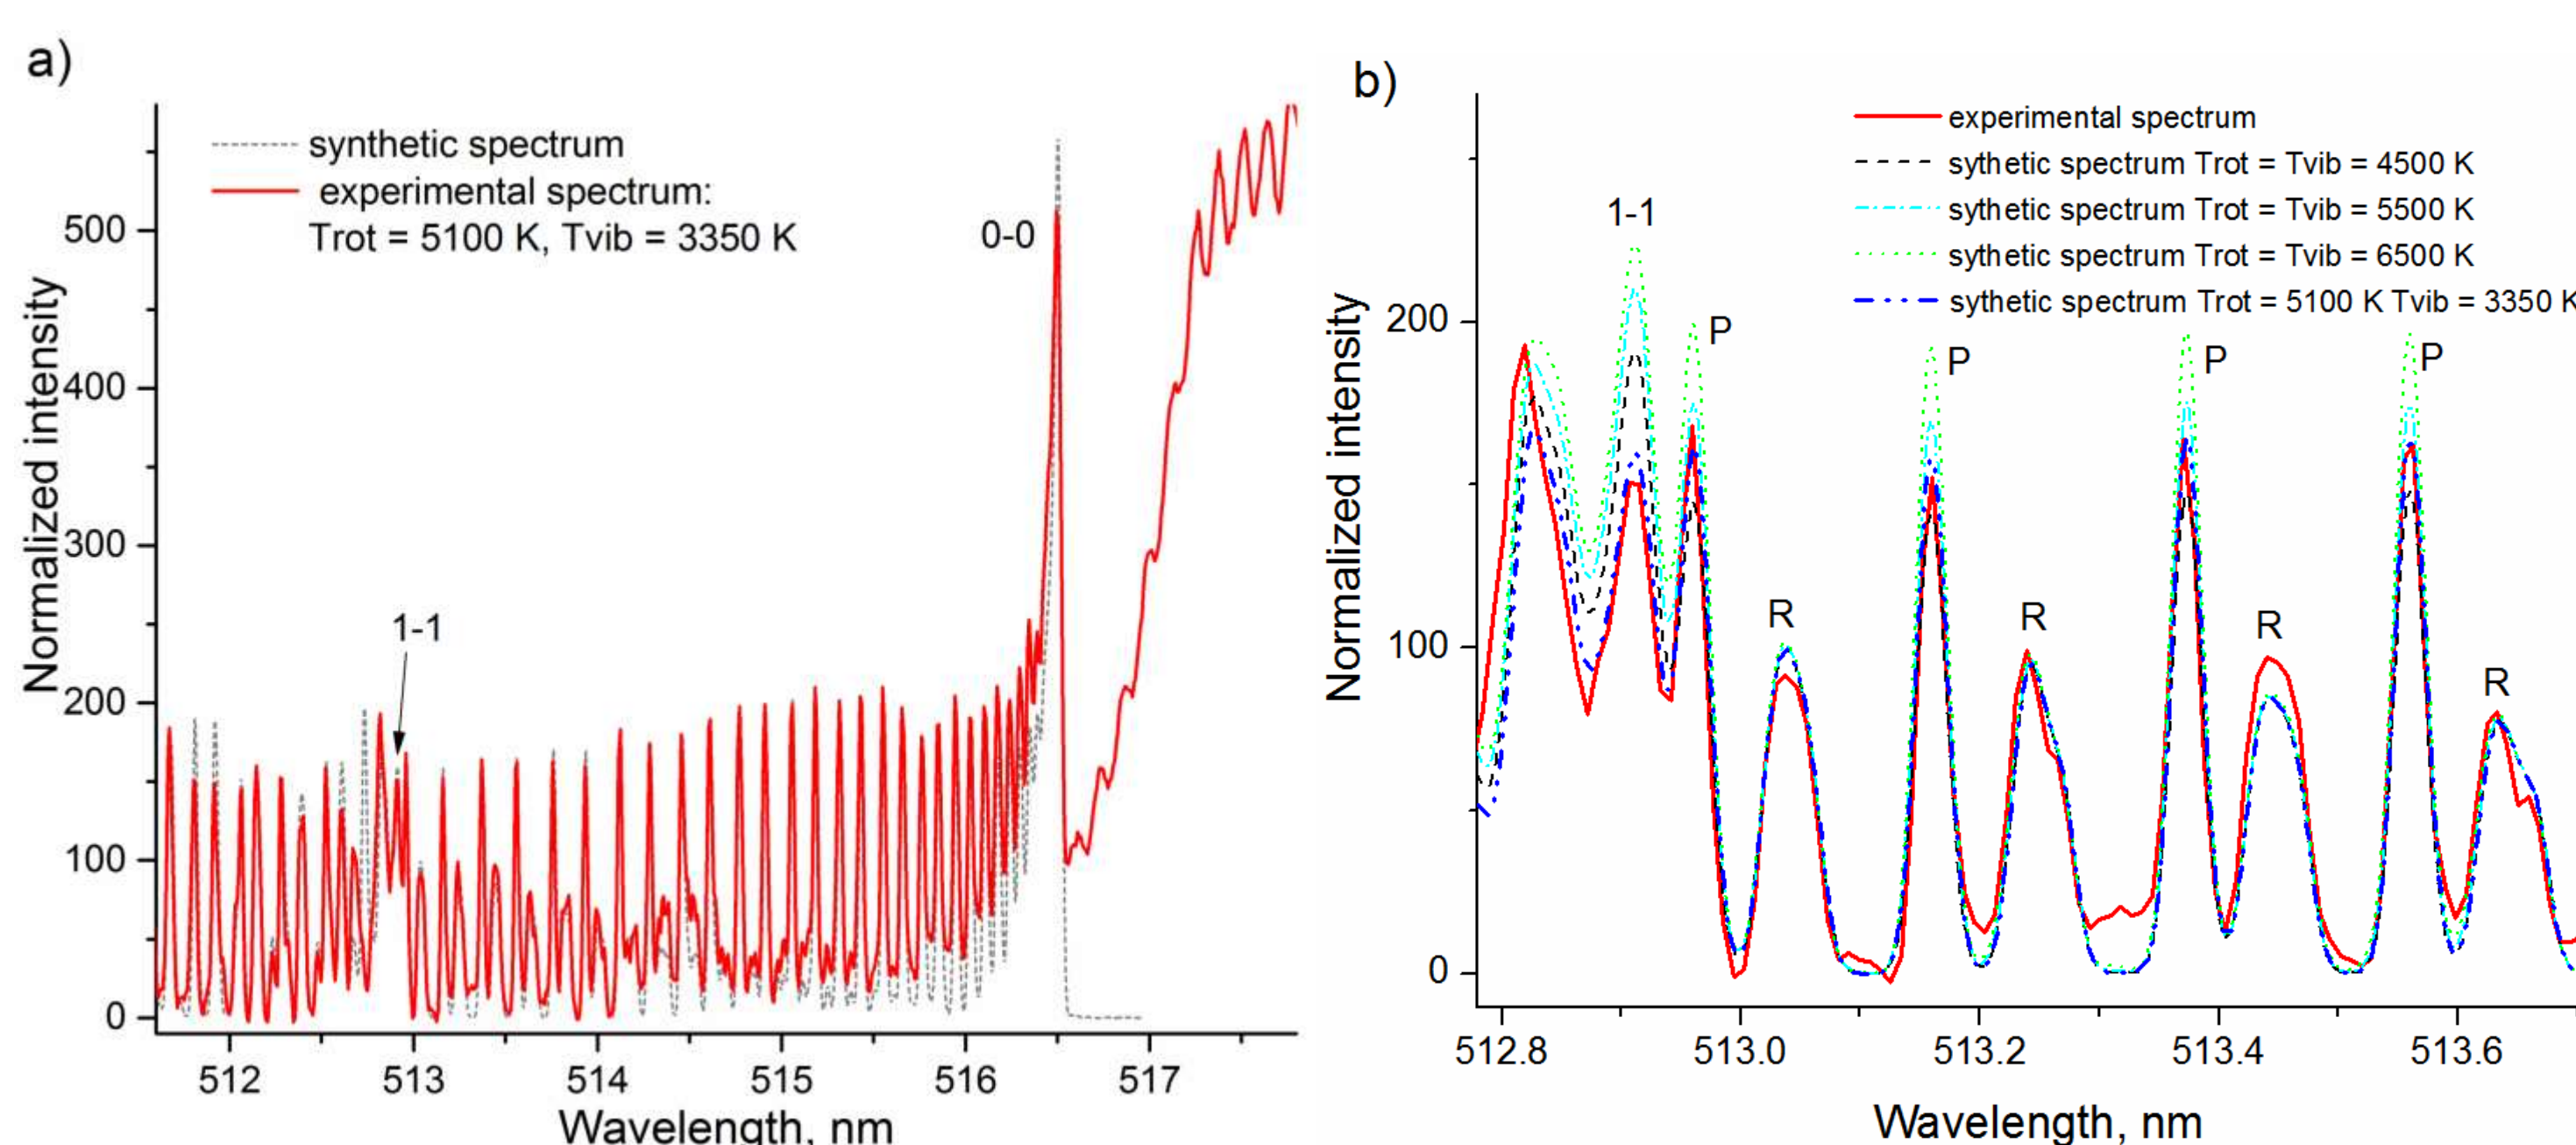 a)
synthetic spectrum
experimental spectrum:
Trot = 5100 K, Tvib = 3350 K
0-0
1-1
Normalized intensity
500
400
300
200
100
0
512
513
514
515
516
517
Wavelength, nm
b)
experimental spectrum
sythetic spectrum Trot = Tvib = 4500 K
sythetic spectrum Trot = Tvib = 5500 K
sythetic spectrum Trot = Tvib = 6500 K
sythetic spectrum Trot = 5100 K Tvib = 3350 K
1-1
P
P
P
P
R
R
R
R
Normalized intensity
200
100
0
512.8
513.0
513.2
513.4
513.6
Wavelength, nm